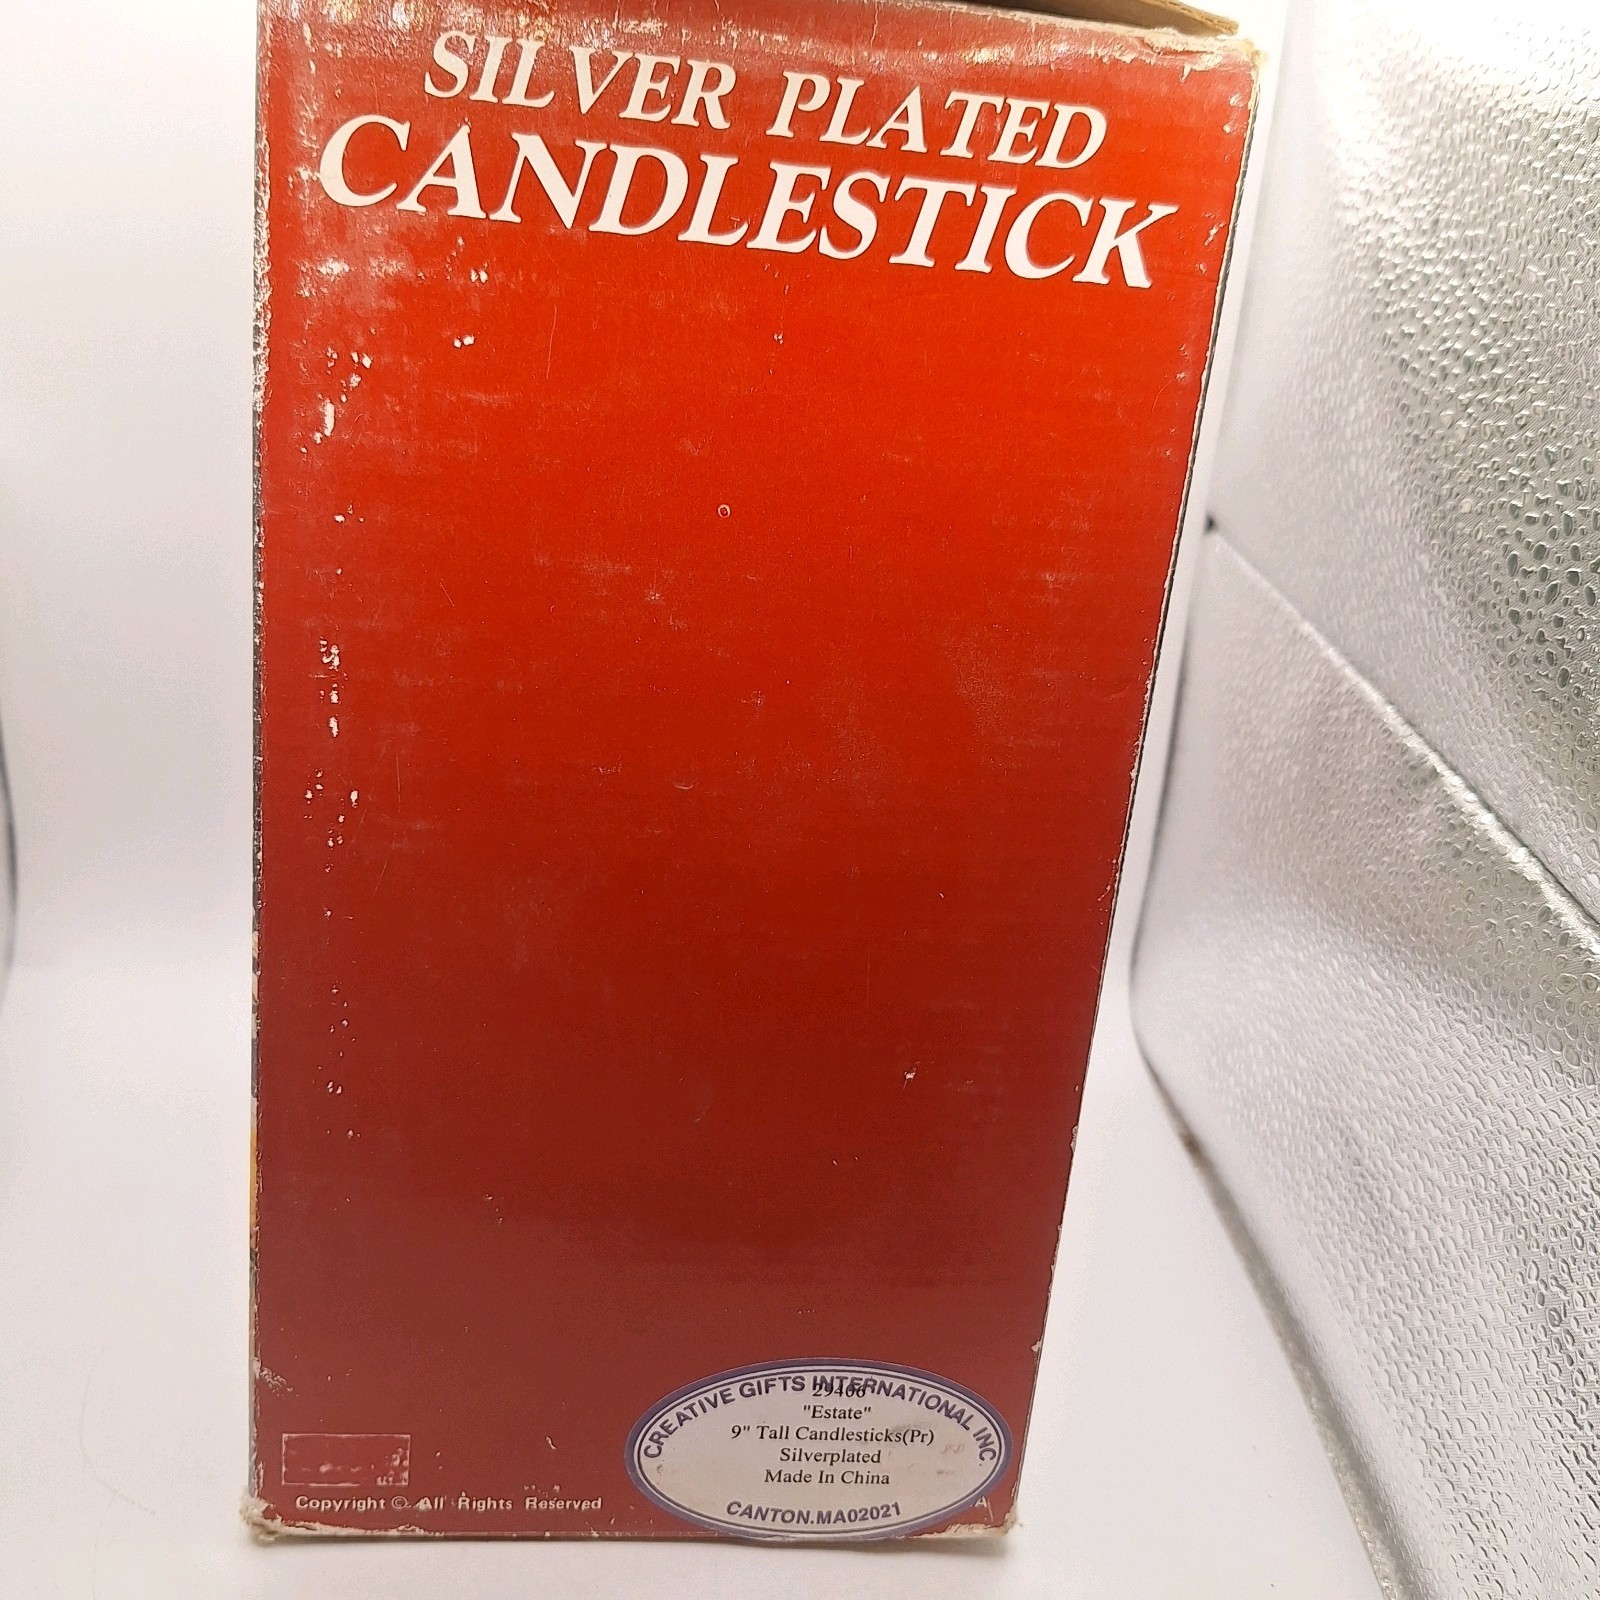 SILVER PLATED
CANDLESTICK
CREATIVE GIFTS INTERNATIONAL INC
29406
"Estate"
9" Tall Candlesticks(Pr)
Silverplated
Made In China
CANTON.MA02021
Copyright © All Rights Reserved
A